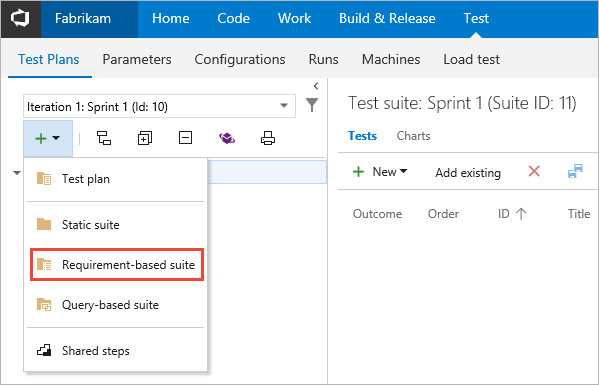 Fabrikam Home Code Work Build & Release Test
Test Plans Parameters Configurations Runs Machines Load test
Iteration 1: Sprint 1 (Id: 10)
Test plan
Static suite
Requirement-based suite
Query-based suite
Shared steps
Test suite: Sprint 1 (Suite ID: 11)
Tests Charts
New Add existing
Outcome Order ID Title